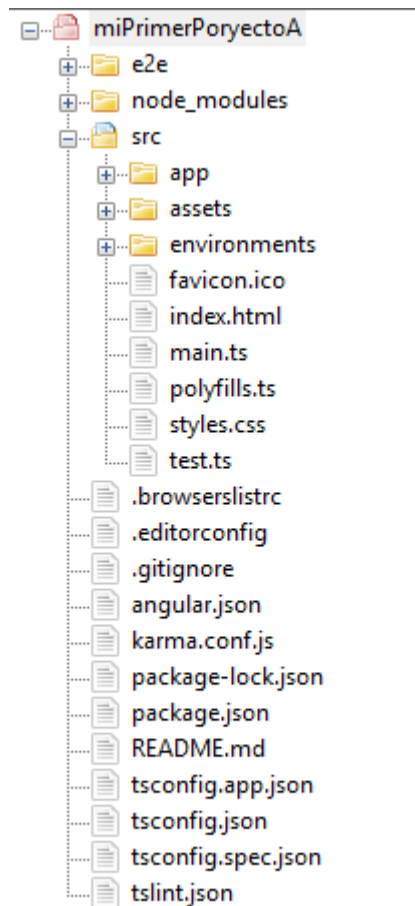 miPrimerPoryectoA
e2e
node_modules
src
app
assets
environments
favicon.ico
index.html
main.ts
polyfills.ts
styles.css
test.ts
.browserslistrc
.editorconfig
.gitignore
angular.json
karma.conf.js
package-lock.json
package.json
README.md
tsconfig.app.json
tsconfig.json
tsconfig.spec.json
tslint.json